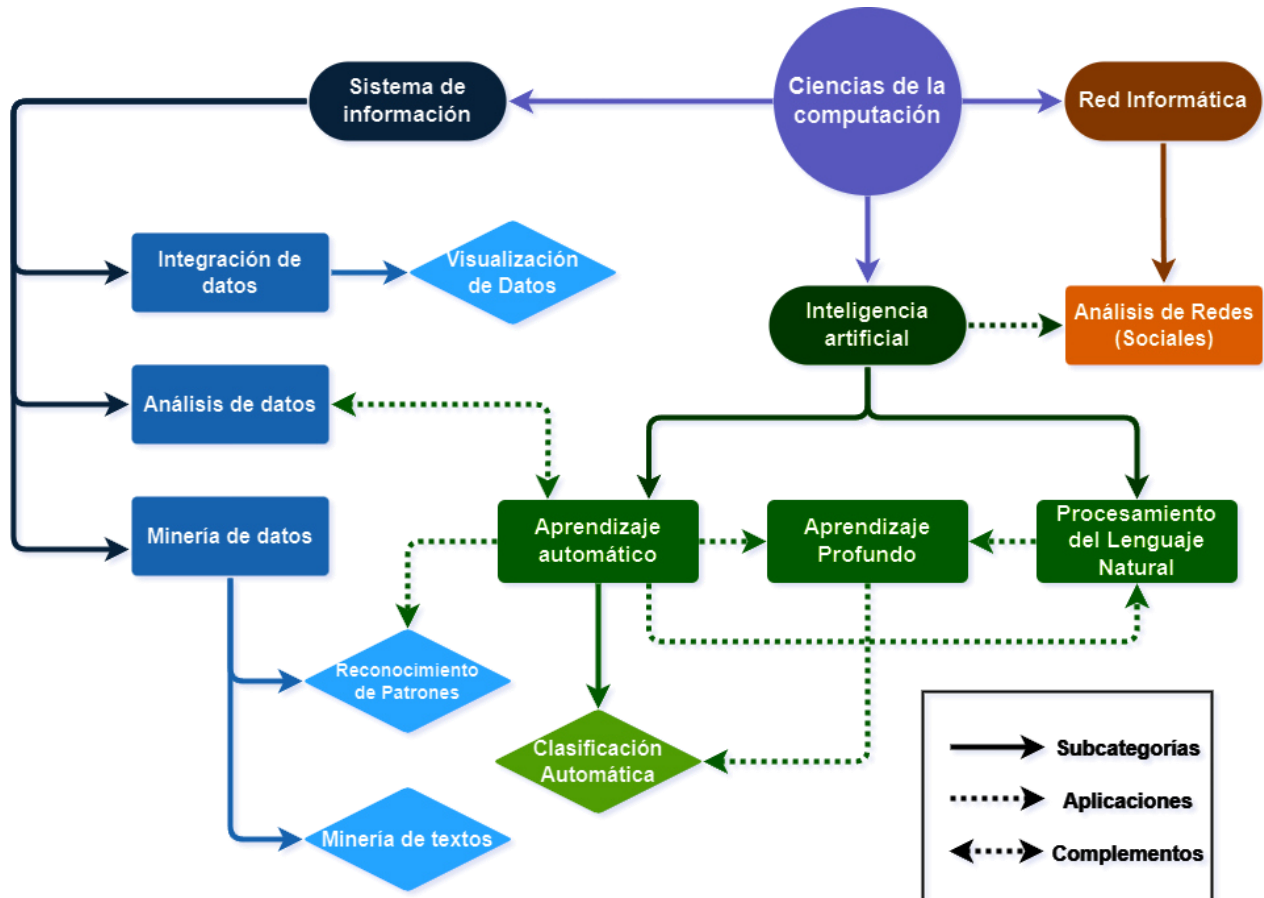 Sistema de
información
Ciencias de la
computación
Red Informática
Integración de
datos
Visualización
de Datos
Inteligencia
artificial
Análisis de Redes
(Sociales)
Análisis de datos
Minería de datos
Aprendizaje
automático
Aprendizaje
Profundo
Procesamiento
del Lenguaje
Natural
Reconocimiento
de Patrones
Clasificación
Automática
Minería de textos
Subcategorías
Aplicaciones
Complementos